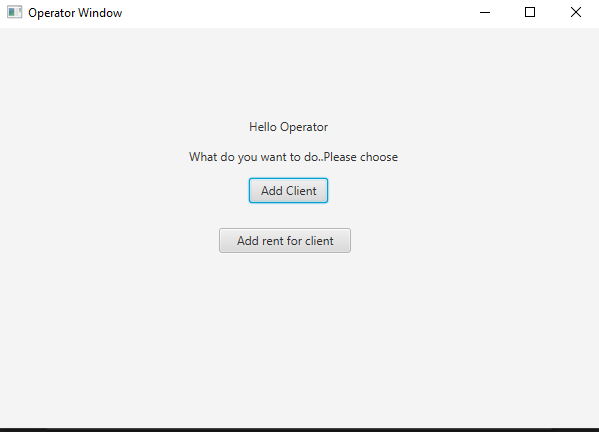 Operator Window
Hello Operator
What do you want to do..Please choose
Add Client
Add rent for client